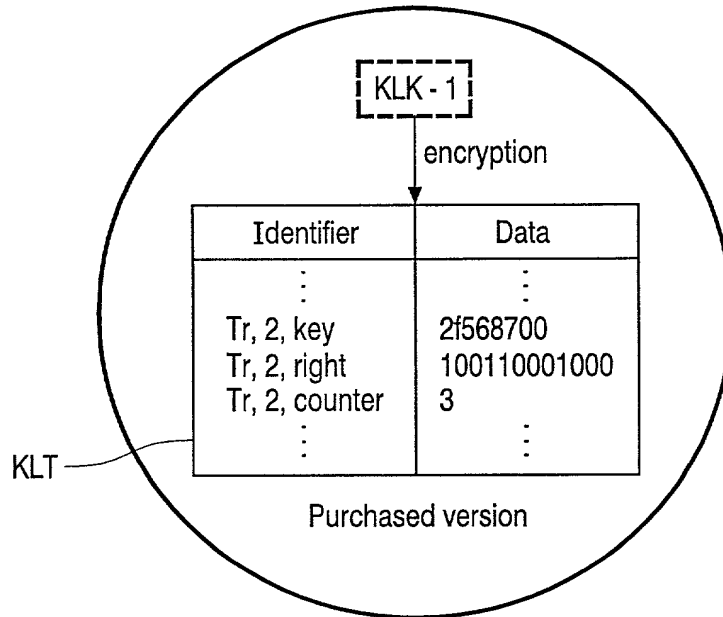 KLK - 1
encryption
Identifier Data
⋮ ⋮
Tr, 2, key 2f568700
Tr, 2, right 100110001000
Tr, 2, counter 3
⋮ ⋮
KLT
Purchased version